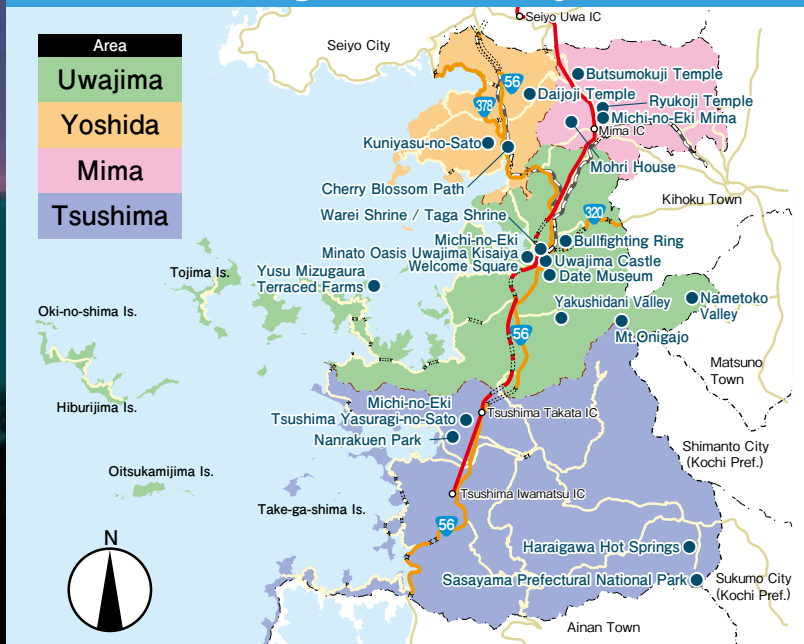 Seiyo Uwa IC
Seiyo City
Area
Uwajima
Yoshida
Mima
Tsushima
56
378
Butsumokuji Temple
Daijoji Temple
Ryukoji Temple
Michi-no-Eki Mima
Mima IC
Kuniyasu-no-Sato
Mohri House
Cherry Blossom Path
Kihoku Town
Warei Shrine / Taga Shrine
320
Michi-no-Eki
Minato Oasis Uwajima Kisaiya
Welcome Square
Bullfighting Ring
Uwajima Castle
Date Museum
Tojima Is.
Yusu Mizugaura
Terraced Farms
Yakushidani Valley
Nametoko
Valley
Oki-no-shima Is.
56
Mt.Onigajo
Matsuno
Town
Hiburijima Is.
Michi-no-Eki
Tsushima Yasuragi-no-Sato
Tsushima Takata IC
Nanrakuen Park
Shimanto City
(Kochi Pref.)
Oitsukamijima Is.
Tsushima Iwamatsu IC
Take-ga-shima Is.
56
N
Haraigawa Hot Springs
Sasayama Prefectural National Park
Sukumo City
(Kochi Pref.)
Ainan Town